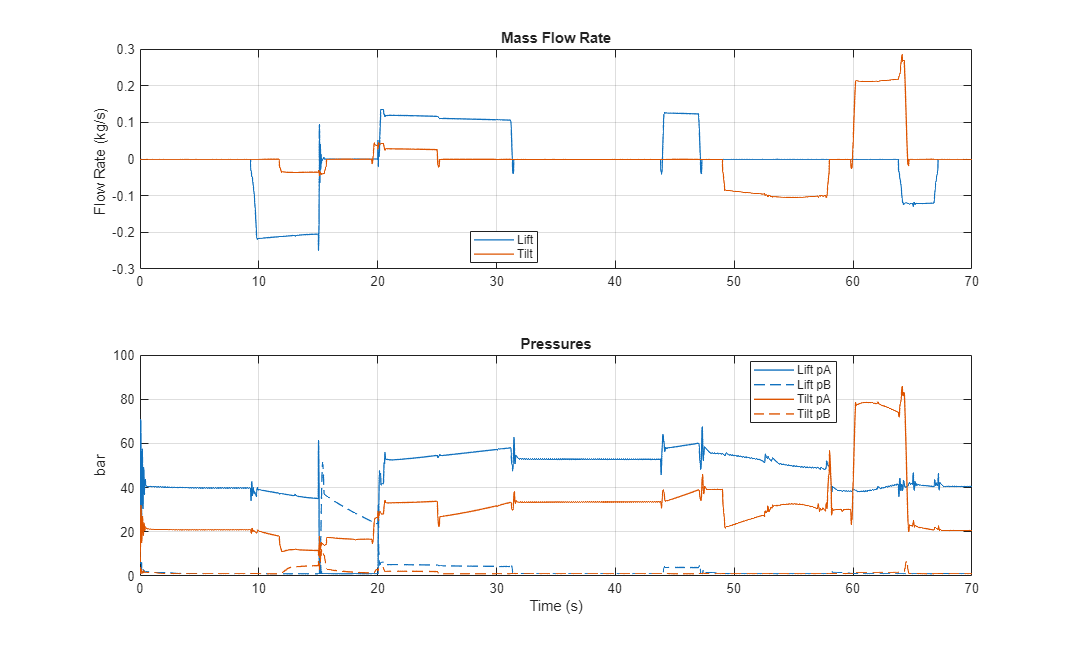 Mass Flow Rate
0.3
0.2
0.1
0
-0.1
-0.2
-0.3
Flow Rate (kg/s)
Lift
Tilt
0 10 20 30 40 50 60 70
Pressures
100
80
60
40
20
0
bar
Lift pA
Lift pB
Tilt pA
Tilt pB
0 10 20 30 40 50 60 70
Time (s)